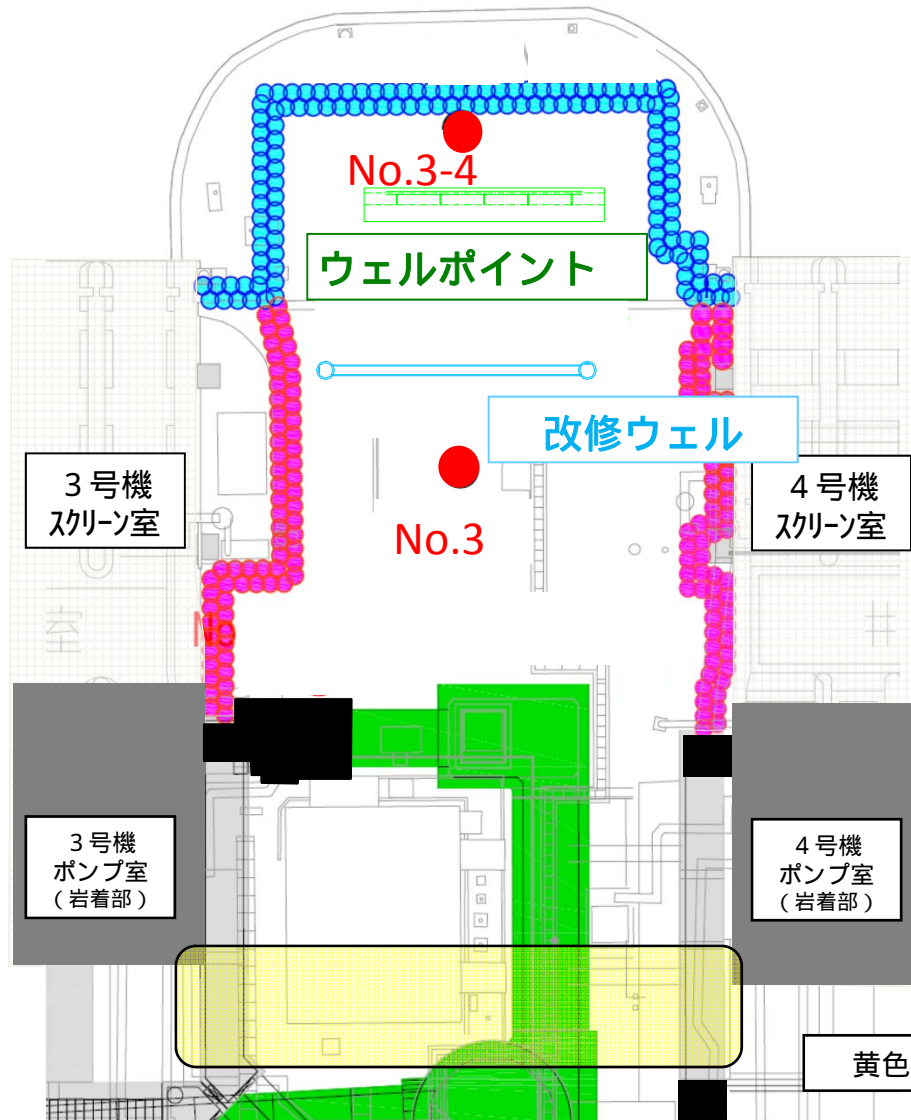 No.3-4
ウェルポイント
改修ウェル
3号機
スクリーン室
4号機
スクリーン室
No.3
No
3号機
ポンプ室
(岩着部)
4号機
ポンプ室
(岩着部)
黄色